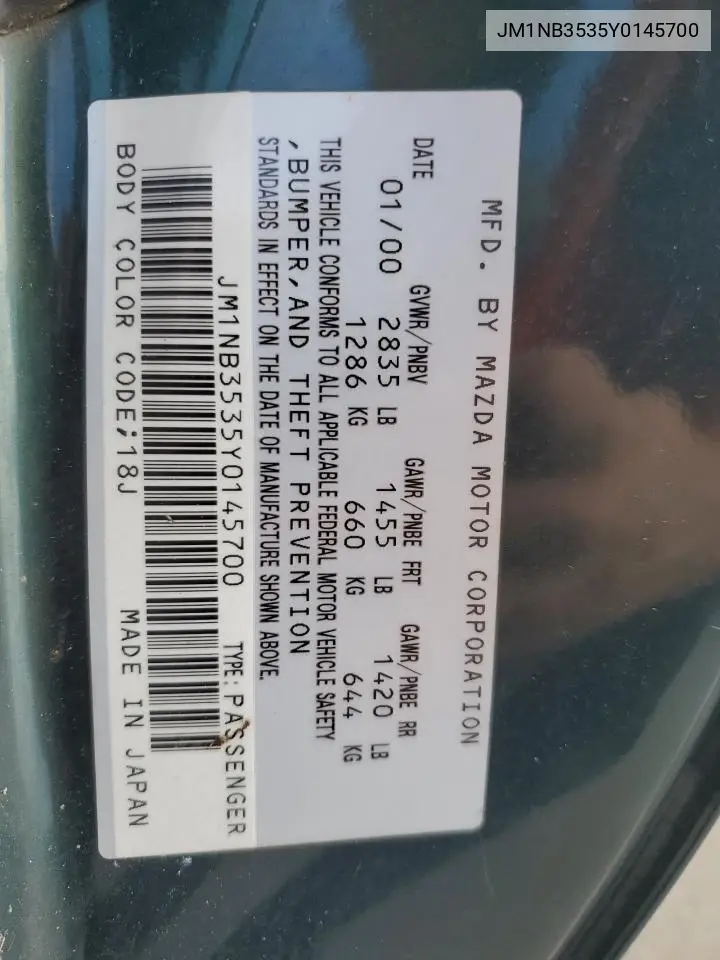 JM1NB3535Y0145700
MFD. BY MAZDA MOTOR CORPORATION
DATE GVWR/PNBV GAWR/PNBE FRT GAWR/PNBE RR
01/00 2835 LB 1455 LB 1420 LB
1286 KG 660 KG 644 KG
THIS VEHICLE CONFORMS TO ALL APPLICABLE FEDERAL MOTOR VEHICLE SAFETY
, BUMPER, AND THEFT PREVENTION
STANDARDS IN EFFECT ON THE DATE OF MANUFACTURE SHOWN ABOVE.
JM1NB3535Y0145700 TYPE: PASSENGER
BODY COLOR CODE;18J MADE IN JAPAN